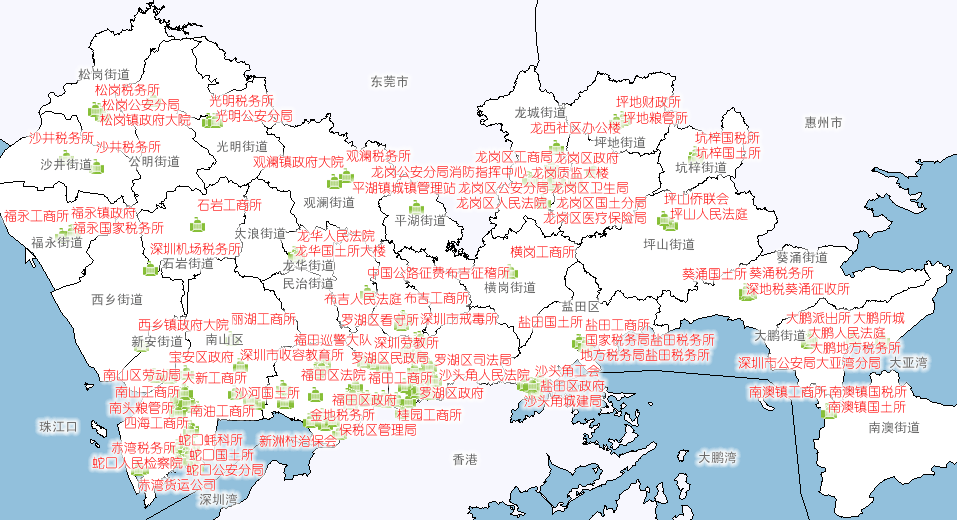 松岗街道
东莞市
松岗税务所
松岗公安分局
松岗镇政府大院
光明税务所
光明公安分局
坪地财政所
坪地粮管所
龙城街道
龙西社区办公楼
坪地街道
惠州市
沙井税务所
沙井税务所
沙井街道
公明街道
光明街道
坑梓国税所
坑梓国土所
坑梓街道
观澜税务所
观澜镇政府大院
龙岗区工商局
龙岗区政府
龙岗公安分局消防指挥中心
龙岗质监大楼
平湖镇城镇管理站
龙岗区公安分局
龙岗区卫生局
龙岗区人民法院
龙岗区国土分局
龙岗区医疗保险局
观澜街道
平湖街道
坪山侨联会
坪山人民法庭
坪山街道
石岩工商所
福永工商所
福永镇政府
福永国家税务所
福永街道
大浪街道
龙华人民法院
龙华国土所大楼
龙华街道
民治街道
深圳机场税务所
石岩街道
横岗工商所
横岗街道
中国公路征费布吉征稽所
葵涌街道
葵涌国土所
葵涌税务所
深地税葵涌征收所
西乡街道
布吉人民法庭
布吉工商所
盐田区
西乡镇政府大院
丽湖工商所
罗湖区看守所
深圳市戒毒所
盐田国土所
盐田工商所
大鹏派出所
大鹏所城
新安街道
南山区
福田巡警大队
深圳劳教所
国家税务局盐田税务所
地方税务局盐田税务所
大鹏街道
大鹏人民法庭
大鹏地方税务所
宝安区政府
深圳市收容教育所
罗湖区民政局
罗湖区司法局
深圳市公安局大亚湾分局
大亚湾
南山区劳动局
大新工商所
福田区法院
福田工商所
沙头角人民法院
沙头角工会
南山工商所
沙河国土所
福田区政府
罗湖区政府
罗湖
盐田区政府
沙头角城建局
南澳镇工商所
南澳镇国税所
南澳镇国土所
南头粮管所
南油工商所
金地税务所
桂园工商所
四海工商所
保税区管理局
珠江口
南澳街道
蛇口蚝科所
新洲村治保会
赤湾税务所
蛇口国土所
蛇口人民检察院
蛇口公安分局
香港
大鹏湾
赤湾货运公司
深圳湾